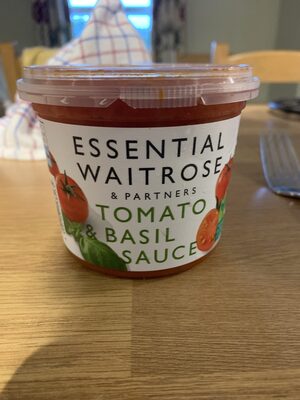 ESSENTIAL
WAITROSE
& PARTNERS
TOMATO
& BASIL
SAUCE